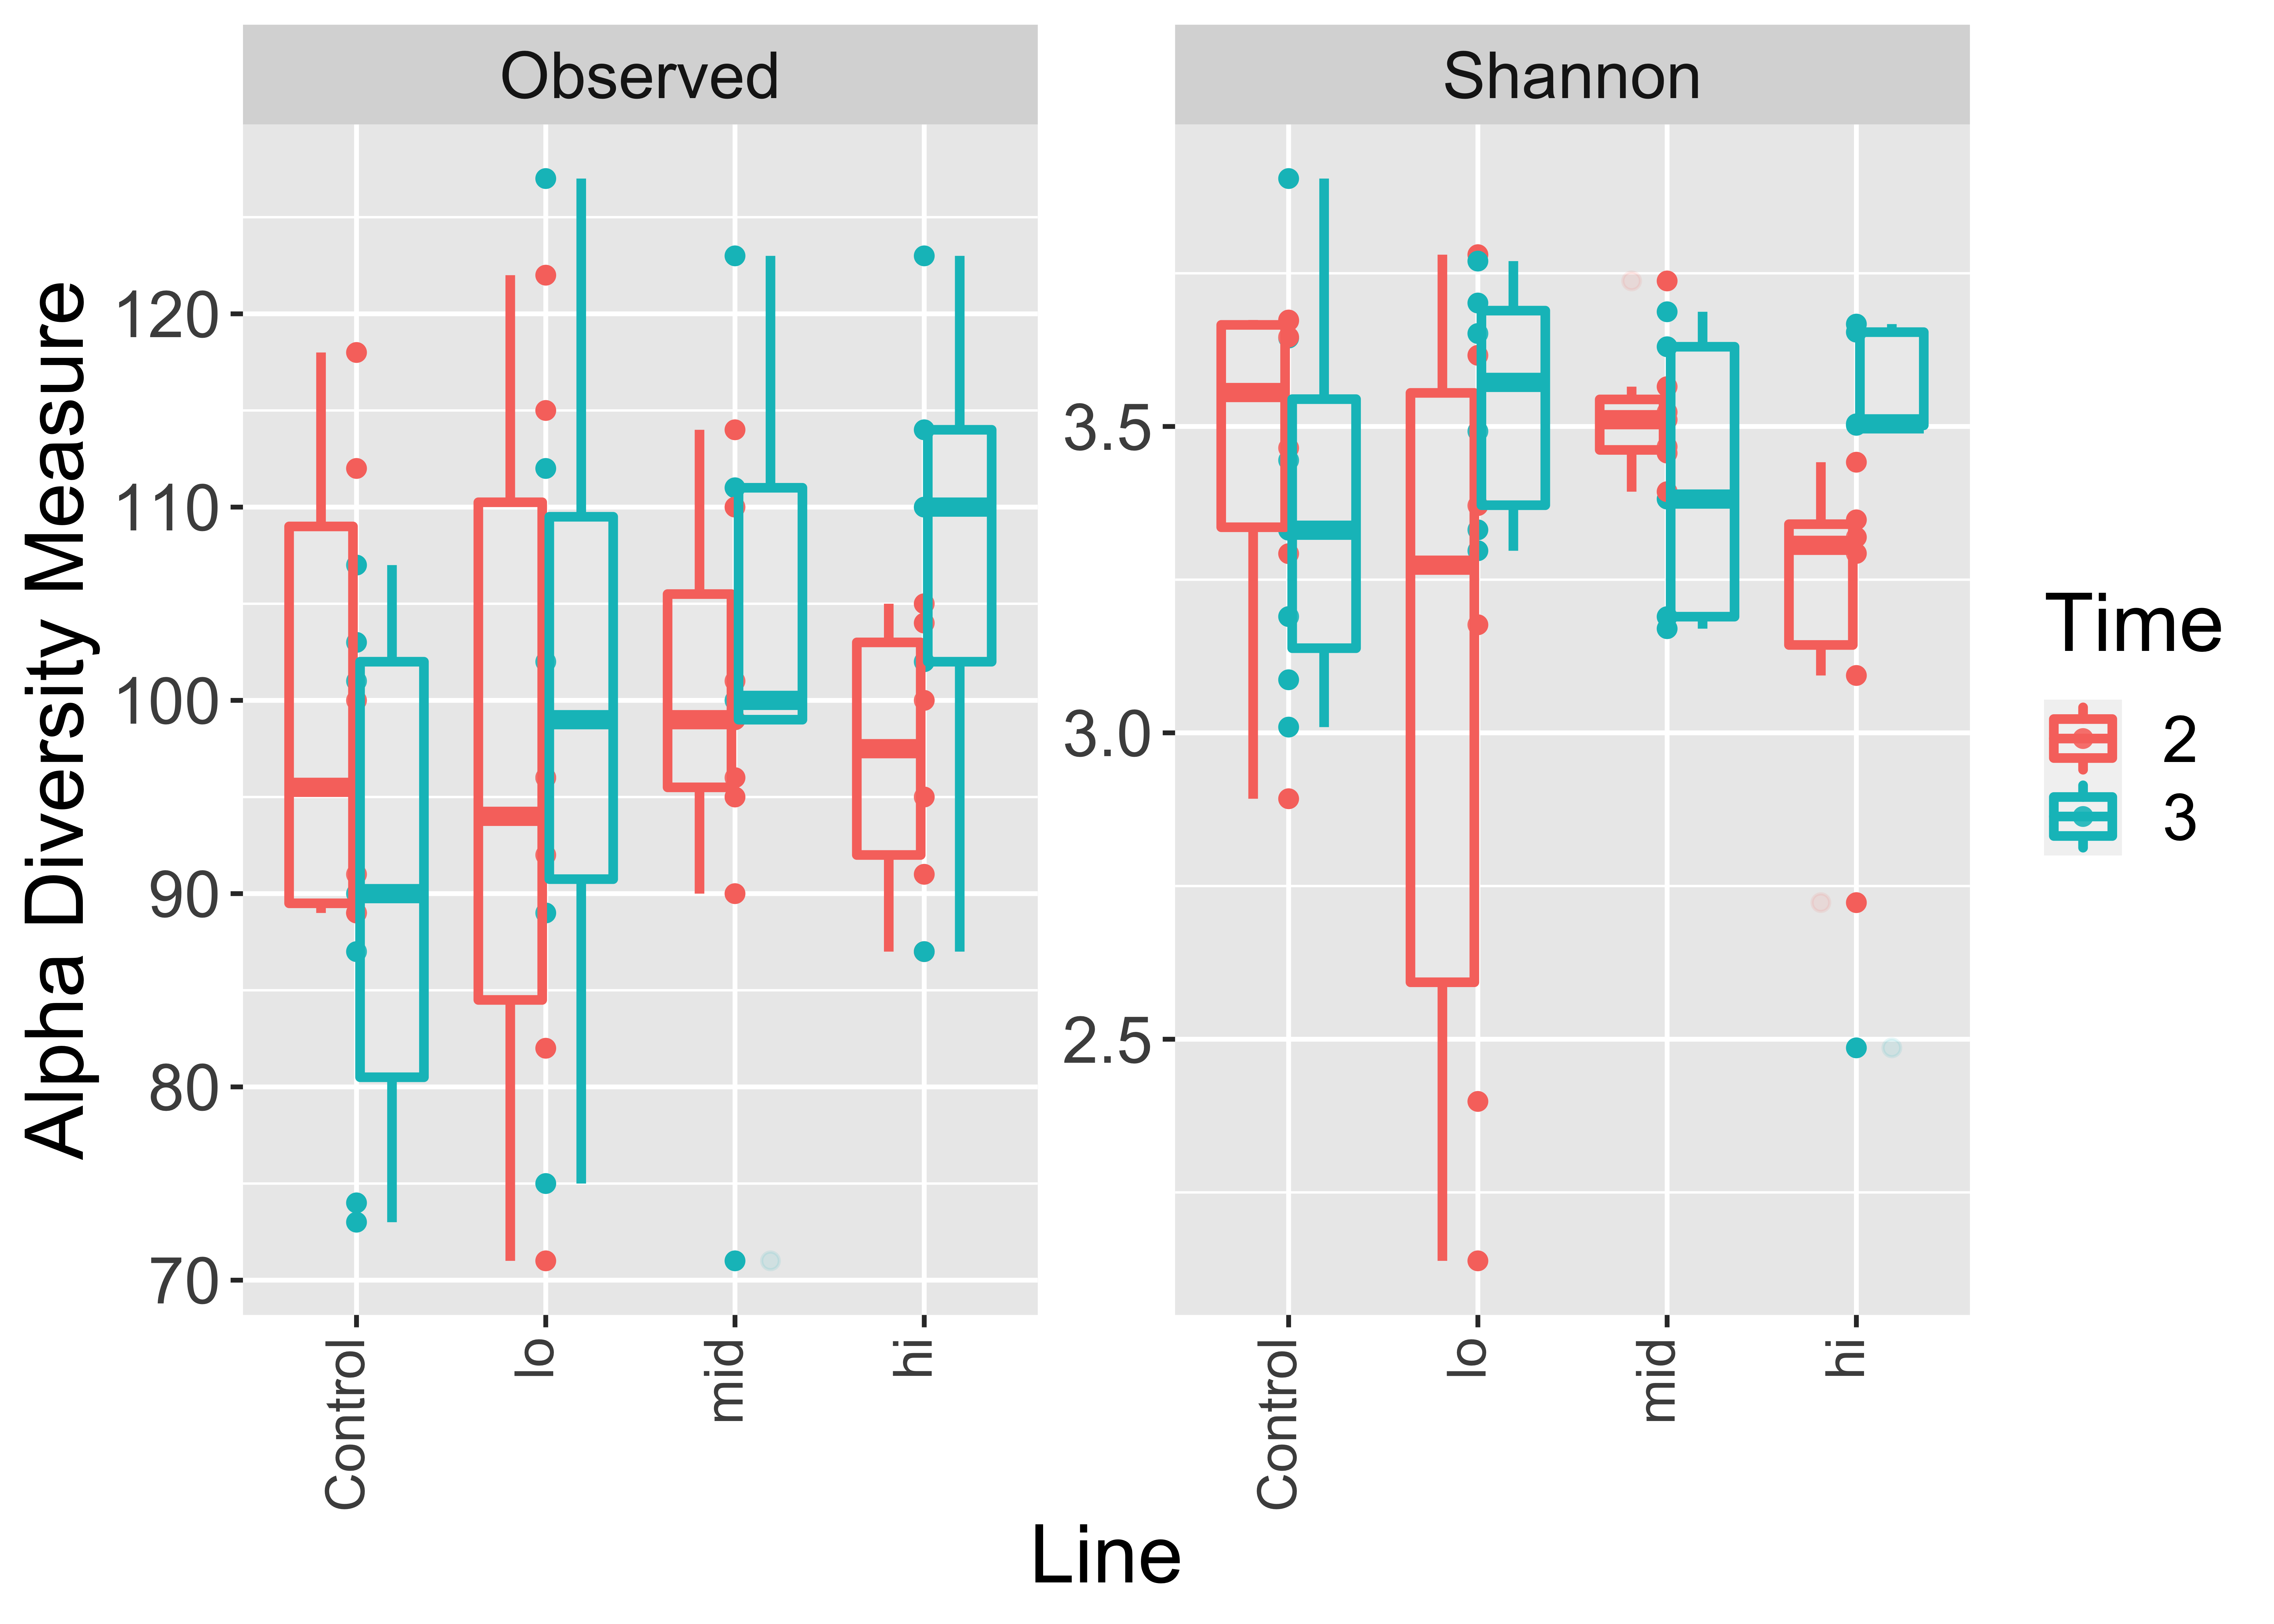 Observed
Shannon
Alpha Diversity Measure
120
110
100
90
80
70
3.5
3.0
2.5
Control
lo
mid
hi
Control
lo
mid
hi
Line
Time
2
3